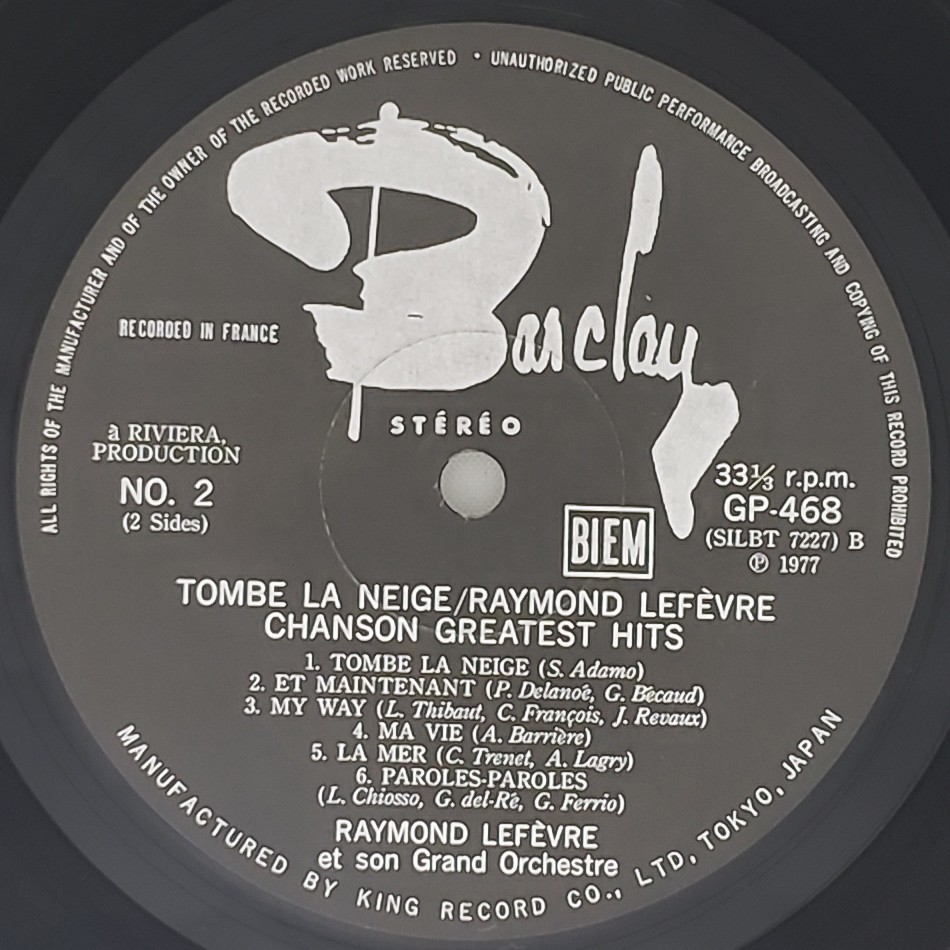 ALL RIGHTS OF THE MANUFACTURER AND OF THE OWNER OF THE RECORDED WORK RESERVED • UNAUTHORIZED PUBLIC PERFORMANCE BROADCASTING AND COPYING OF THIS RECORD PROHIBITED
Barclay
RECORDED IN FRANCE
STÉRÉO
à RIVIERA,
PRODUCTION
NO. 2
(2 Sides)
BIEM
33⅓ r.p.m.
GP-468
(SILBT 7227) B
℗ 1977
TOMBE LA NEIGE/RAYMOND LEFÈVRE
CHANSON GREATEST HITS
1. TOMBE LA NEIGE (S. Adamo)
2. ET MAINTENANT (P. Delanoë, G. Bécaud)
3. MY WAY (L. Thibaut, C. François, J. Revaux)
4. MA VIE (A. Barrière)
5. LA MER (C. Trenet, A. Lagry)
6. PAROLES-PAROLES
(L. Chiosso, G. del-Re, G. Ferrio)
RAYMOND LEFÈVRE
et son Grand Orchestre
MANUFACTURED BY KING RECORD CO., LTD, TOKYO, JAPAN